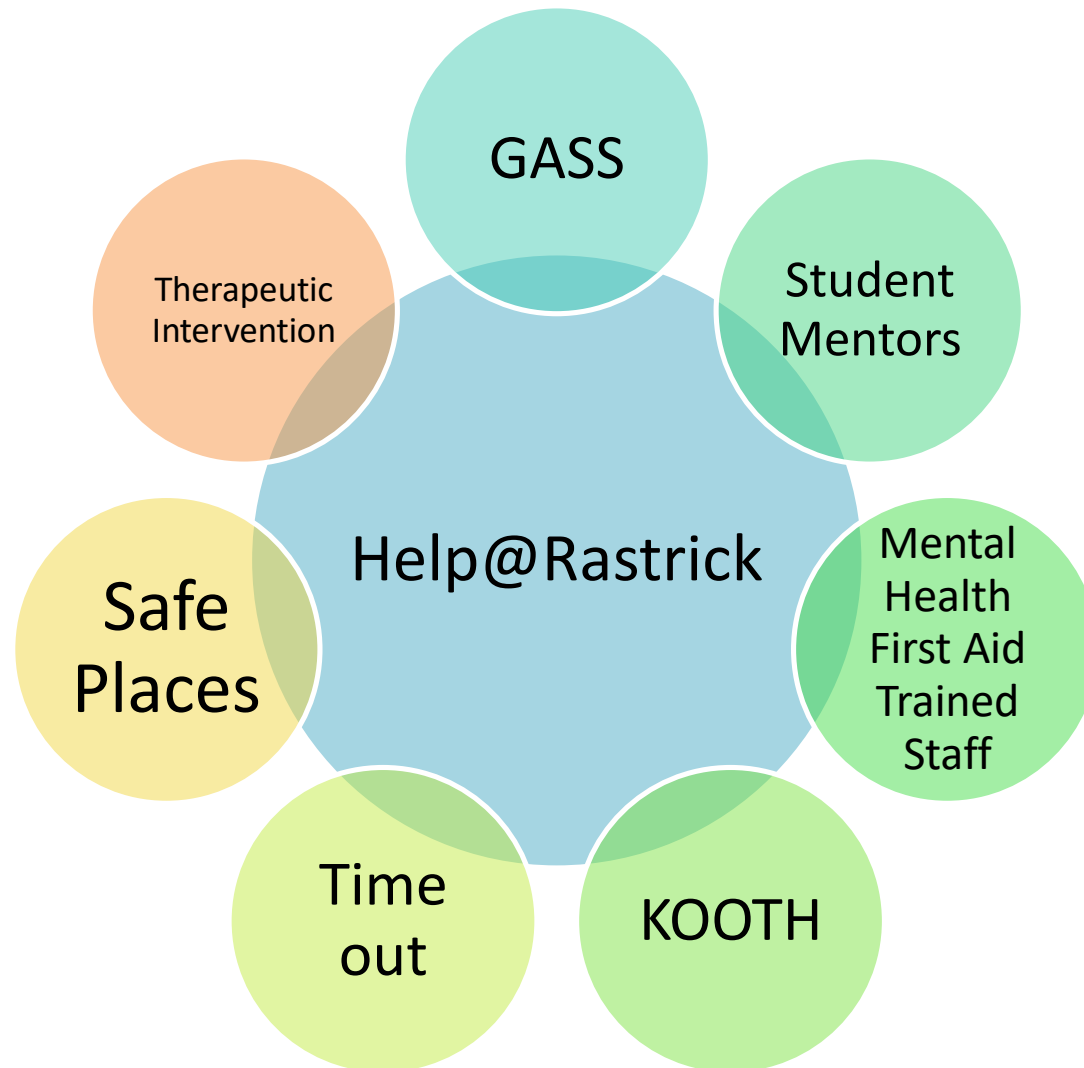 GASS
Student
Mentors
Mental
Health
First Aid
Trained
Staff
KOOTH
Time
out
Safe
Places
Therapeutic
Intervention
Help@Rastrick